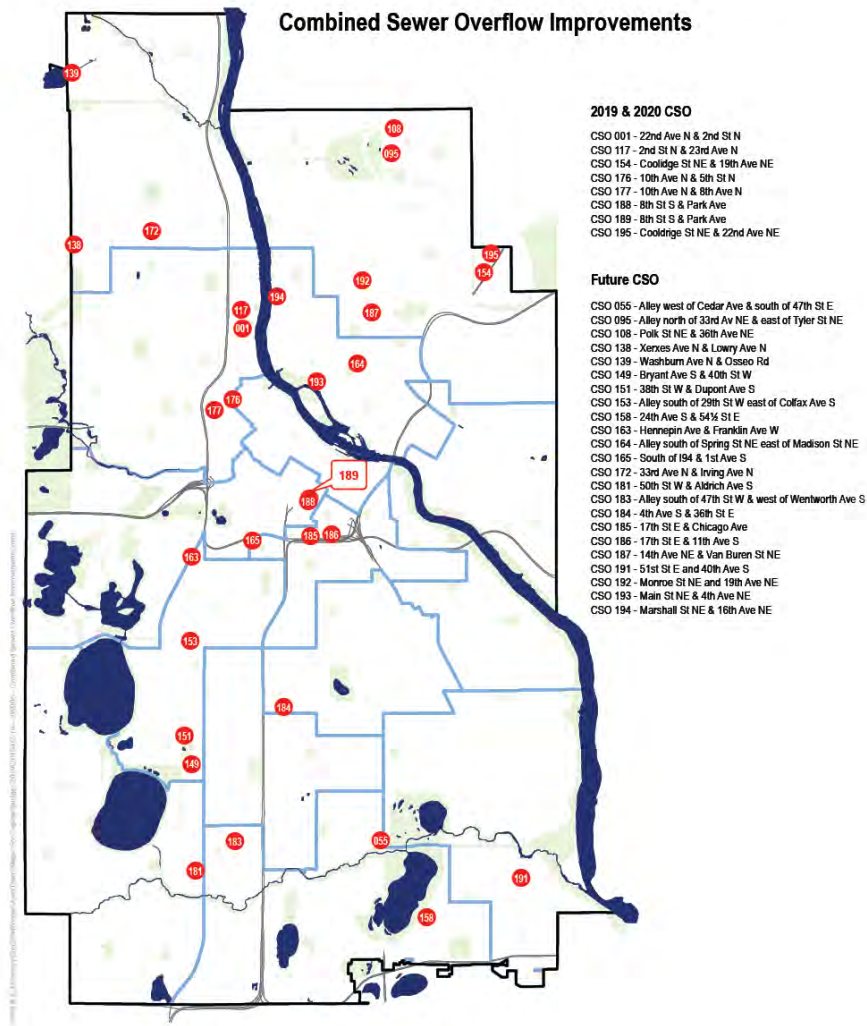 Combined Sewer Overflow Improvements
2019 & 2020 CSO
CSO 001 - 22nd Ave N & 2nd St N
CSO 117 - 2nd St N & 23rd Ave N
CSO 154 - Coolidge St NE & 19th Ave NE
CSO 176 - 10th Ave N & 5th St N
CSO 177 - 10th Ave N & 8th Ave N
CSO 188 - 8th St S & Park Ave
CSO 189 - 8th St S & Park Ave
CSO 195 - Cooldrige St NE & 22nd Ave NE
Future CSO
CSO 055 - Alley west of Cedar Ave & south of 47th St E
CSO 095 - Alley north of 33rd Av NE & east of Tyler St NE
CSO 108 - Polk St NE & 36th Ave NE
CSO 138 - Xerxes Ave N & Lowry Ave N
CSO 139 - Washburn Ave N & Osseo Rd
CSO 149 - Bryant Ave S & 40th St W
CSO 151 - 38th St W & Dupont Ave S
CSO 153 - Alley south of 29th St W east of Colfax Ave S
CSO 158 - 24th Ave S & 54½ St E
CSO 163 - Hennepin Ave & Franklin Ave W
CSO 164 - Alley south of Spring St NE east of Madison St NE
CSO 165 - South of I94 & 1st Ave S
CSO 172 - 33rd Ave N & Irving Ave N
CSO 181 - 50th St W & Aldrich Ave S
CSO 183 - Alley south of 47th St W & west of Wentworth Ave S
CSO 184 - 4th Ave S & 36th St E
CSO 185 - 17th St E & Chicago Ave
CSO 186 - 17th St E & 11th Ave S
CSO 187 - 14th Ave NE & Van Buren St NE
CSO 191 - 51st St E and 40th Ave S
CSO 192 - Monroe St NE and 19th Ave NE
CSO 193 - Main St NE & 4th Ave NE
CSO 194 - Marshall St NE & 16th Ave NE
139
108
095
172
138
195
154
192
194
117
187
001
164
193
176
177
189
188
185
186
165
163
153
184
151
149
183
055
181
191
158